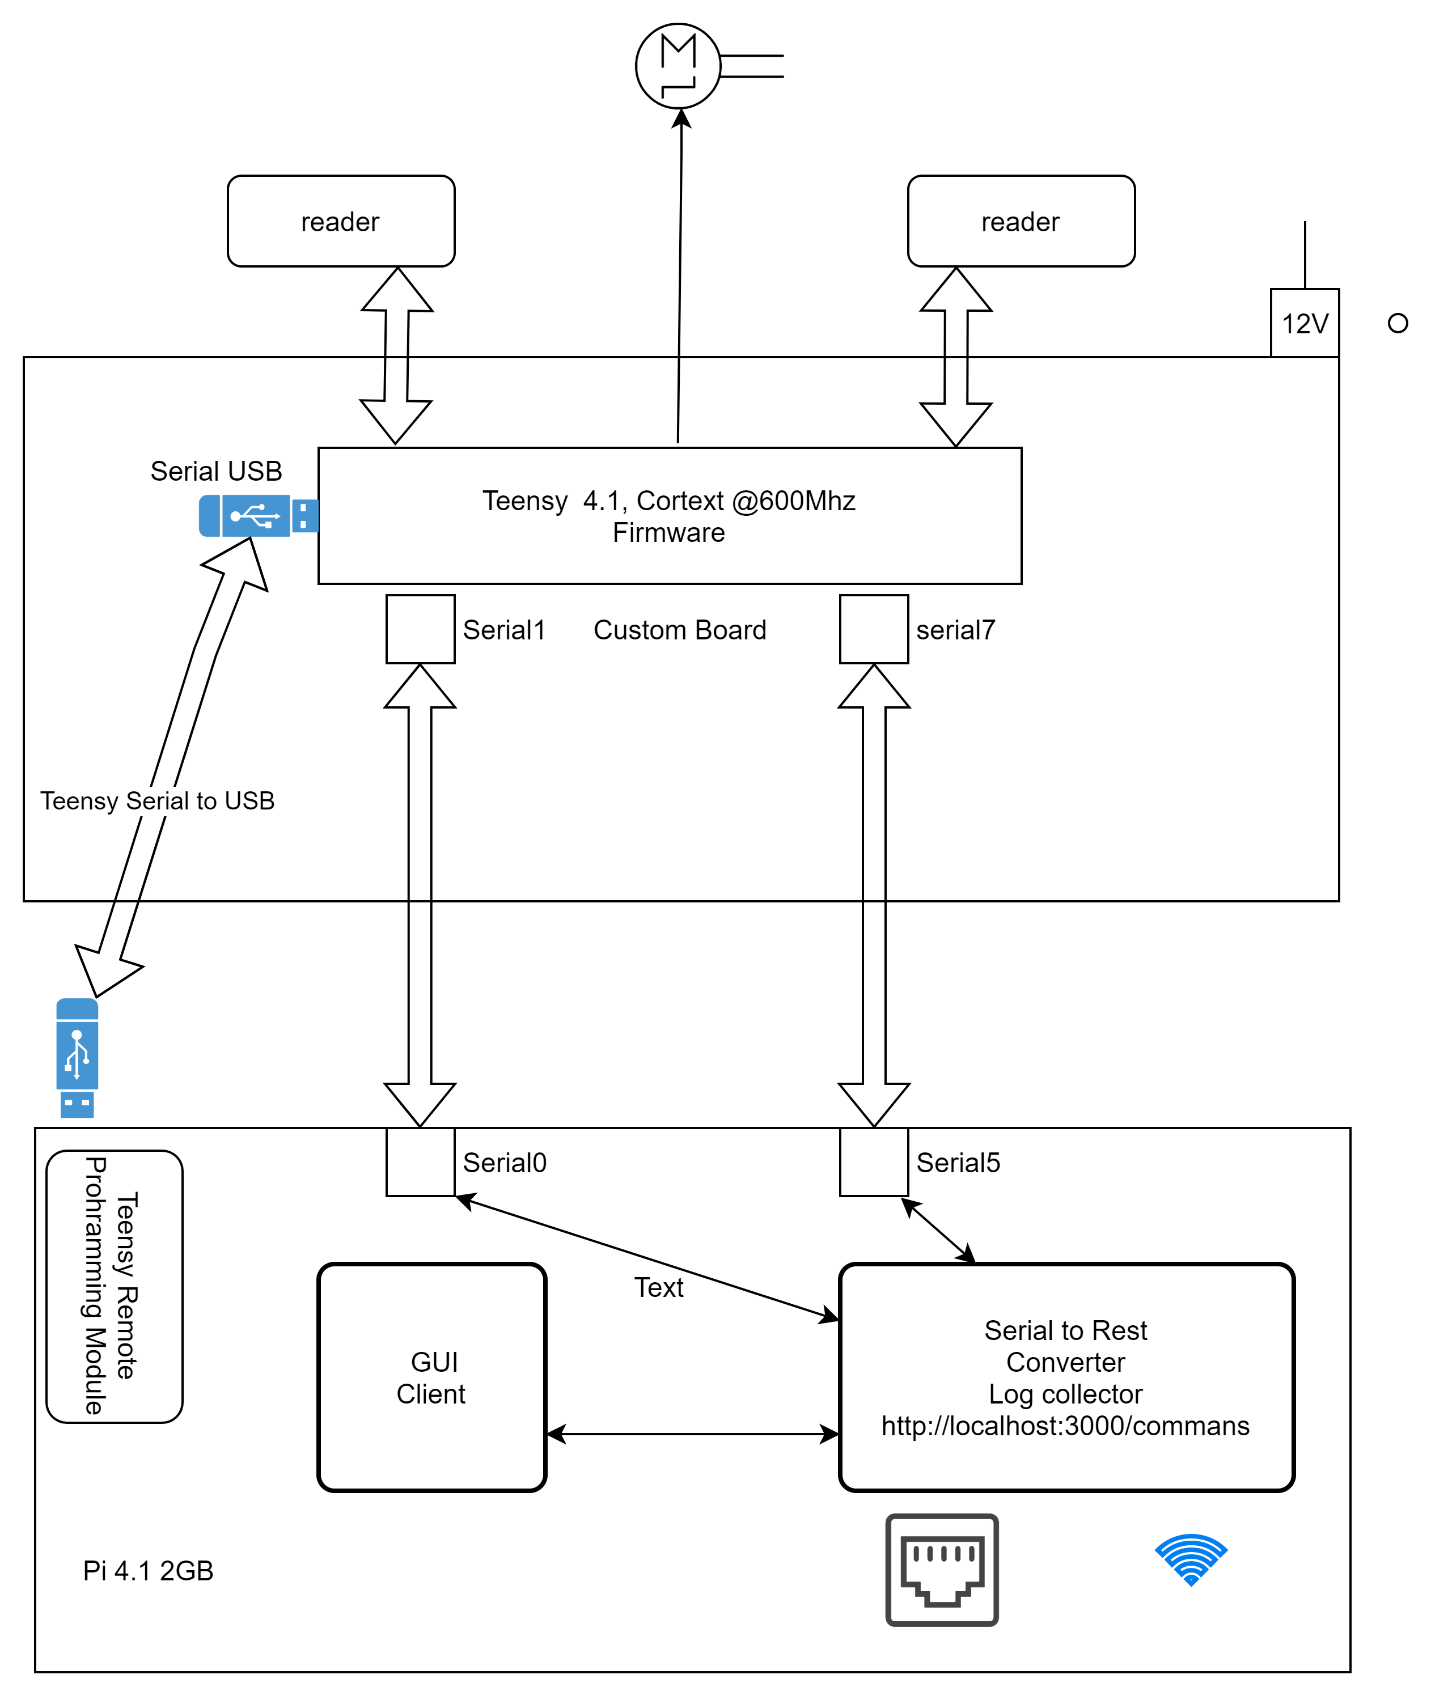 reader
reader
12V
Serial USB
Teensy  4.1, Cortext @600Mhz
Firmware
Serial1
Custom Board
serial7
Teensy Serial to USB
Serial0
Serial5
Teensy Remote
Prohramming Module
Text
GUI
Client
Serial to Rest
Converter
Log collector
http://localhost:3000/commans
Pi 4.1 2GB